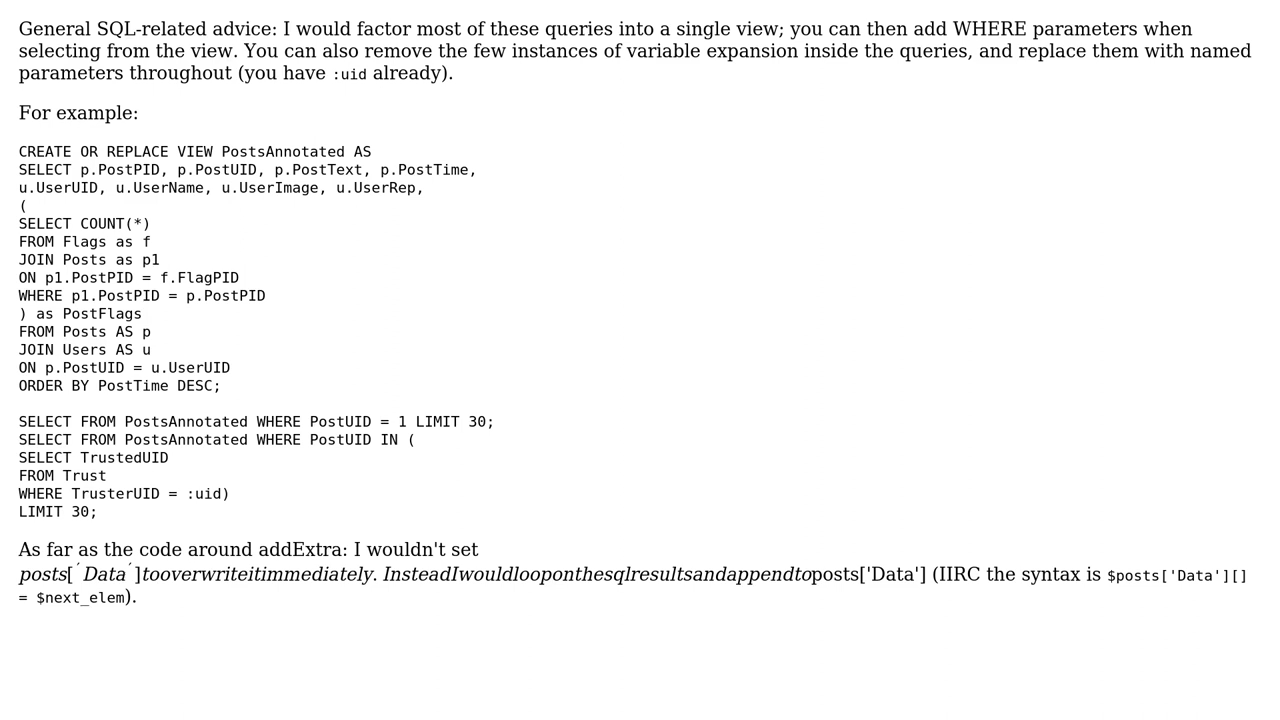 General SQL-related advice: I would factor most of these queries into a single view; you can then add WHERE parameters when
selecting from the view. You can also remove the few instances of variable expansion inside the queries, and replace them with named
parameters throughout (you have :uid already).
For example:
CREATE OR REPLACE VIEW PostsAnnotated AS
SELECT p.PostPID, p.PostUID, p.PostText, p.PostTime,
u.UserUID, u.UserName, u.UserImage, u.UserRep,
(
SELECT COUNT(*)
FROM Flags as f
JOIN Posts as p1
ON p1.PostPID = f.FlagPID
WHERE p1.PostPID = p.PostPID
) as PostFlags
FROM Posts AS p
JOIN Users AS u
ON p.PostUID = u.UserUID
ORDER BY PostTime DESC;
SELECT FROM PostsAnnotated WHERE PostUID = 1 LIMIT 30;
SELECT FROM PostsAnnotated WHERE PostUID IN (
SELECT TrustedUID
FROM Trust
WHERE TrusterUID = :uid)
LIMIT 30;
As far as the code around addExtra: I wouldn't set
posts[′Data′]tooverwriteitimmediately. InsteadIwouldlooponthesqlresultsandappendtoposts['Data'] (IIRC the syntax is $posts['Data'][]
= $next_elem).